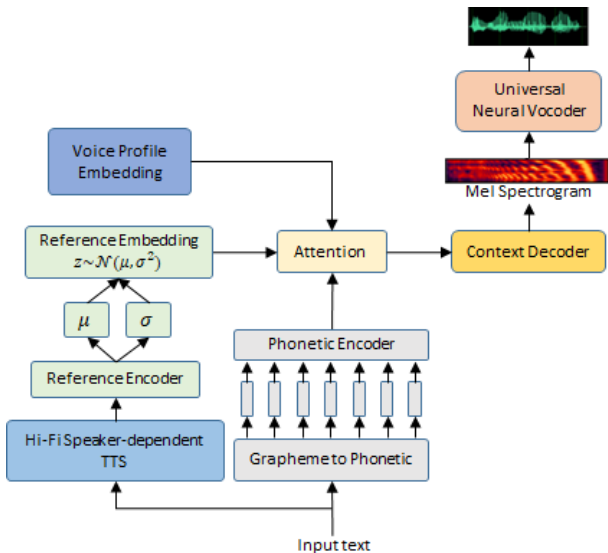 Universal
Neural Vocoder
Voice Profile
Embedding
Mel Spectrogram
Reference Embedding
z~𝒩(μ, σ²)
Attention
Context Decoder
μ
σ
Phonetic Encoder
Reference Encoder
Hi-Fi Speaker-dependent
TTS
Grapheme to Phonetic
Input text